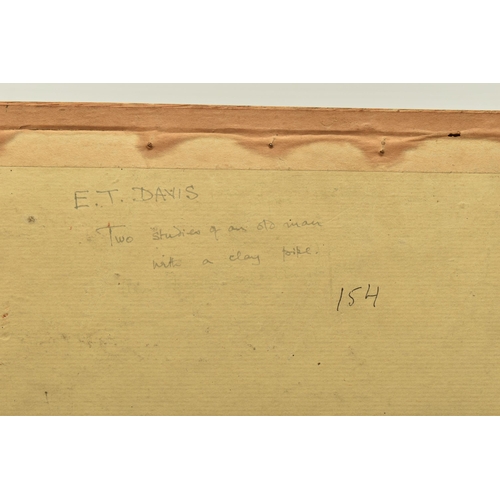 E.T. DAVIS
Two studies of an old man
with a clay pipe.
154